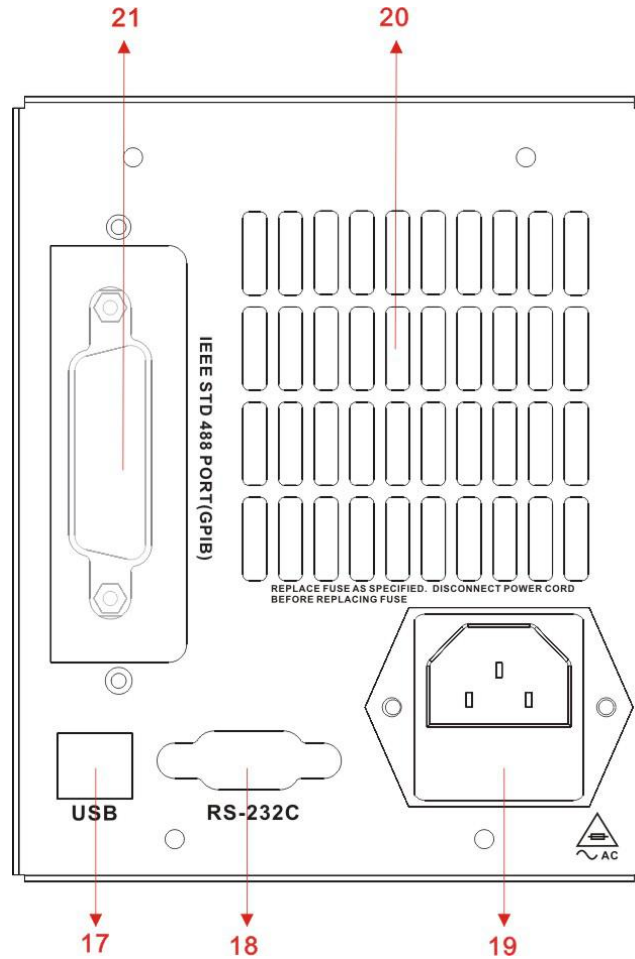 21
20
IEEE STD 488 PORT(GPIB)
REPLACE FUSE AS SPECIFIED. DISCONNECT POWER CORD
BEFORE REPLACING FUSE
USB
RS-232C
AC
17
18
19